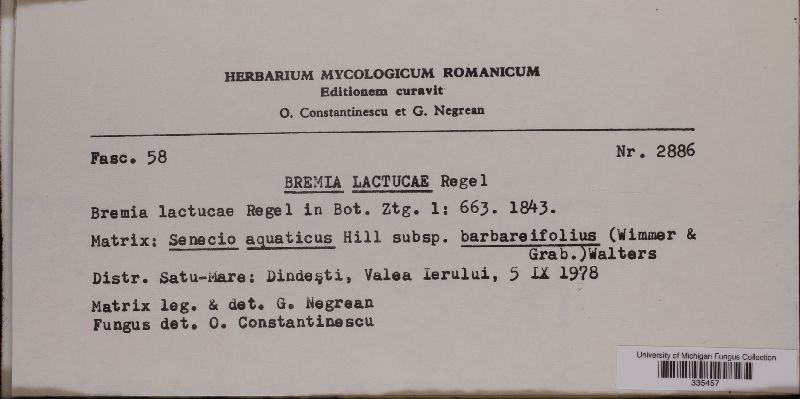 HERBARIUM MYCOLOGICUM ROMANICUM
Editionem curavit
O. Constantinescu et G. Negrean
Fasc. 58
Nr. 2886
BREMIA LACTUCAE Regel
Bremia lactucae Regel in Bot. Ztg. 1: 663. 1843.
Matrix: Senecio aquaticus Hill subsp. barbareifolius (Wimmer &
Grab.)Walters
Distr. Satu-Mare: Dindești, Valea Ierului, 5 IX 1978
Matrix leg. & det. G. Negrean
Fungus det. O. Constantinescu
University of Michigan Fungus Collection
335457